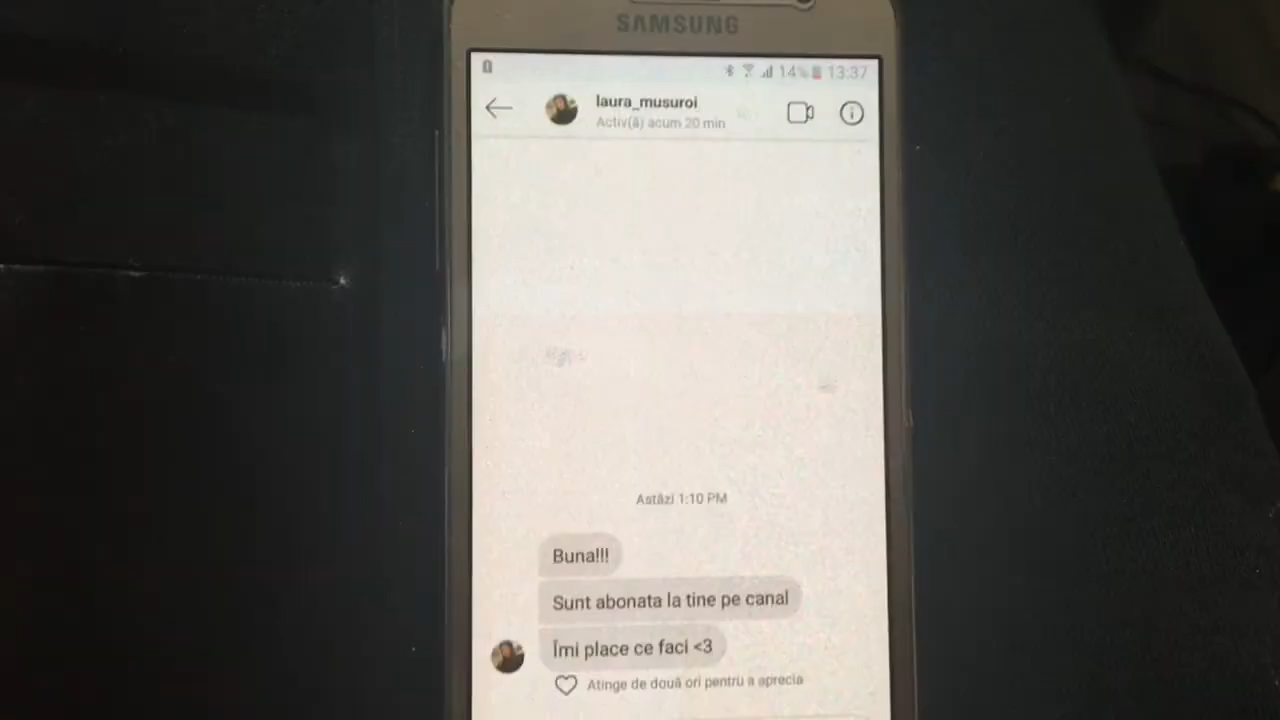 SAMSUNG
14% 13:37
laura_musuroi
Activ(ă) acum 20 min
Astăzi 1:10 PM
Buna!!!
Sunt abonata la tine pe canal
Îmi place ce faci <3
Atinge de două ori pentru a aprecia